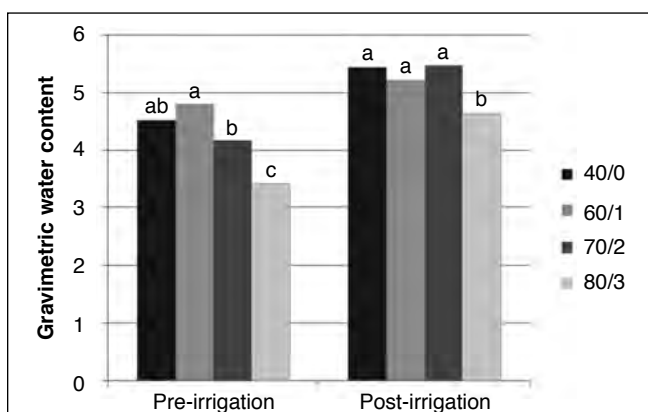 Gravimetric water content
6
5
4
3
2
1
0
ab
a
b
c
a
a
a
b
Pre-irrigation
Post-irrigation
40/0
60/1
70/2
80/3